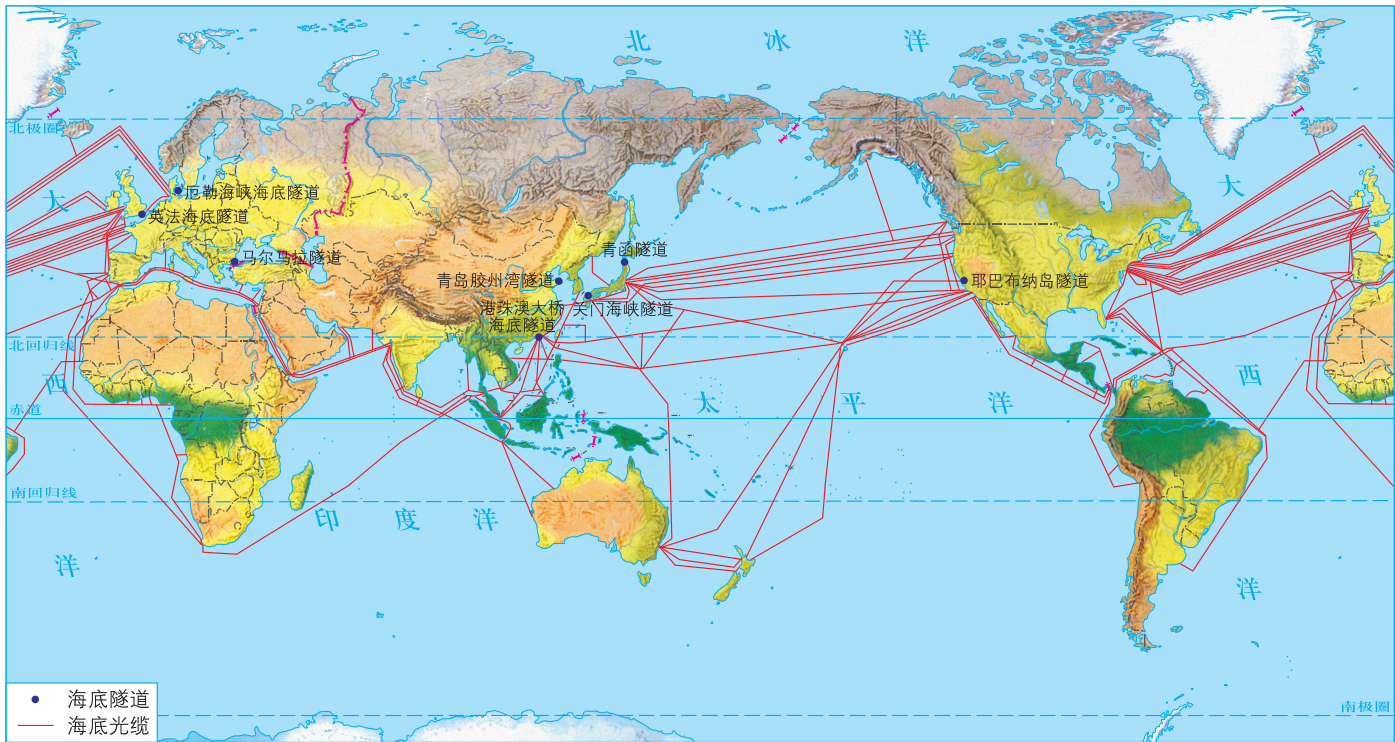 北 冰 洋
北极圈
大
大
厄勒海峡海底隧道
英法海底隧道
马尔马拉隧道
青函隧道
青岛胶州湾隧道
耶巴布纳岛隧道
港珠澳大桥
海底隧道
关门海峡隧道
北回归线
西
西
太 平 洋
赤道
南回归线
印 度 洋
洋
洋
南极圈
海底隧道
海底光缆